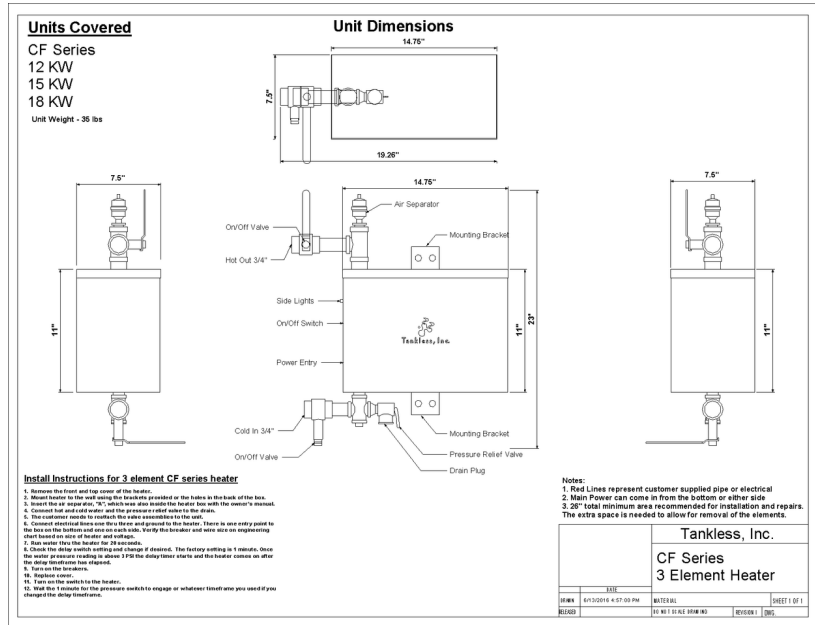 Units Covered
CF Series
12 KW
15 KW
18 KW
Unit Weight - 35 lbs
Unit Dimensions
14.75"
7.5"
19.26"
7.5"
11"
14.75"
Air Separator
On/Off Valve
Hot Out 3/4"
Mounting Bracket
Side Lights
On/Off Switch
Power Entry
Tankless, Inc.
11"
23"
Cold In 3/4"
On/Off Valve
Mounting Bracket
Pressure Relief Valve
Drain Plug
7.5"
11"
Install Instructions for 3 element CF series heater
1. Remove the front and top cover of the heater.
2. Mount heater to the wall using the brackets provided or the holes in the back of the box.
3. Insert the air separator, "A", which was also inside the heater box with the owner's manual.
4. Connect hot and cold water and the pressure relief valve to the drain.
5. The customer needs to reattach the valve assemblies to the unit.
6. Connect electrical lines one thru three and ground to the heater. There is one entry point to
the box on the bottom and one on each side. Verify the breaker and wire size on engineering
chart based on size of heater and voltage.
7. Run water thru the heater for 20 seconds.
8. Check the delay switch setting and change if desired. The factory setting is 1 minute. Once
the water pressure reading is above 3 PSI the delay timer starts and the heater comes on after
the delay timeframe has elapsed.
9. Turn on the breakers.
10. Replace cover.
11. Turn on the switch to the heater.
12. Wait the 1 minute for the pressure switch to engage or whatever timeframe you used if you
changed the delay timeframe.
Notes:
1. Red Lines represent customer supplied pipe or electrical
2. Main Power can come in from the bottom or either side
3. 26" total minimum area recommended for installation and repairs.
The extra space is needed to allow for removal of the elements.
Tankless, Inc.
CF Series
3 Element Heater
DATE
DRAWN 6/13/2016 4:57:00 PM
MATERIAL
SHEET 1 OF 1
RELEASED
DO NOT SCALE DRAWING
REVISION 1
DWG.